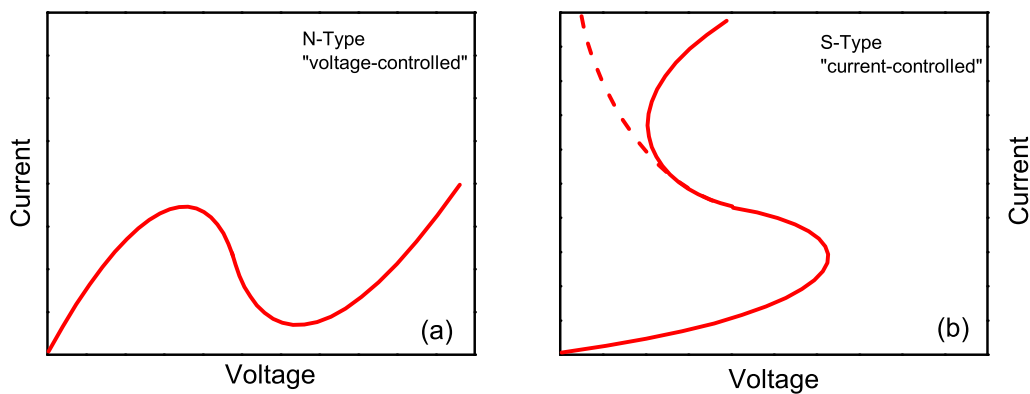 N-Type
"voltage-controlled"
Current
(a)
Voltage
S-Type
"current-controlled"
Current
(b)
Voltage